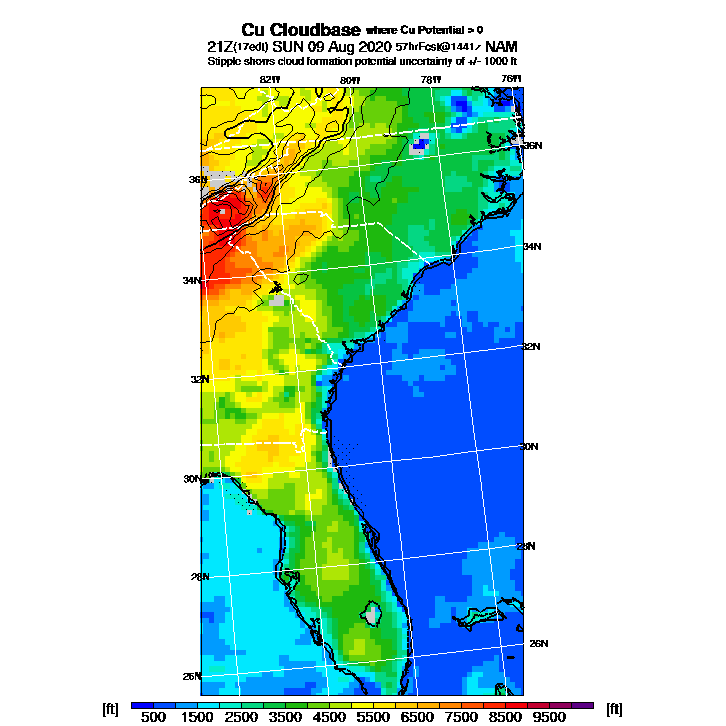 Cu Cloudbase where Cu Potential > 0
21Z(17edt) SUN 09 Aug 2020 57hrFcst@1441z NAM
Stipple shows cloud formation potential uncertainty of +/- 1000 ft
82W 80W 78W 76W
36N
36N
34N
34N
32N
32N
30N
30N
28N
28N
26N
26N
[ft] 500 1500 2500 3500 4500 5500 6500 7500 8500 9500 [ft]